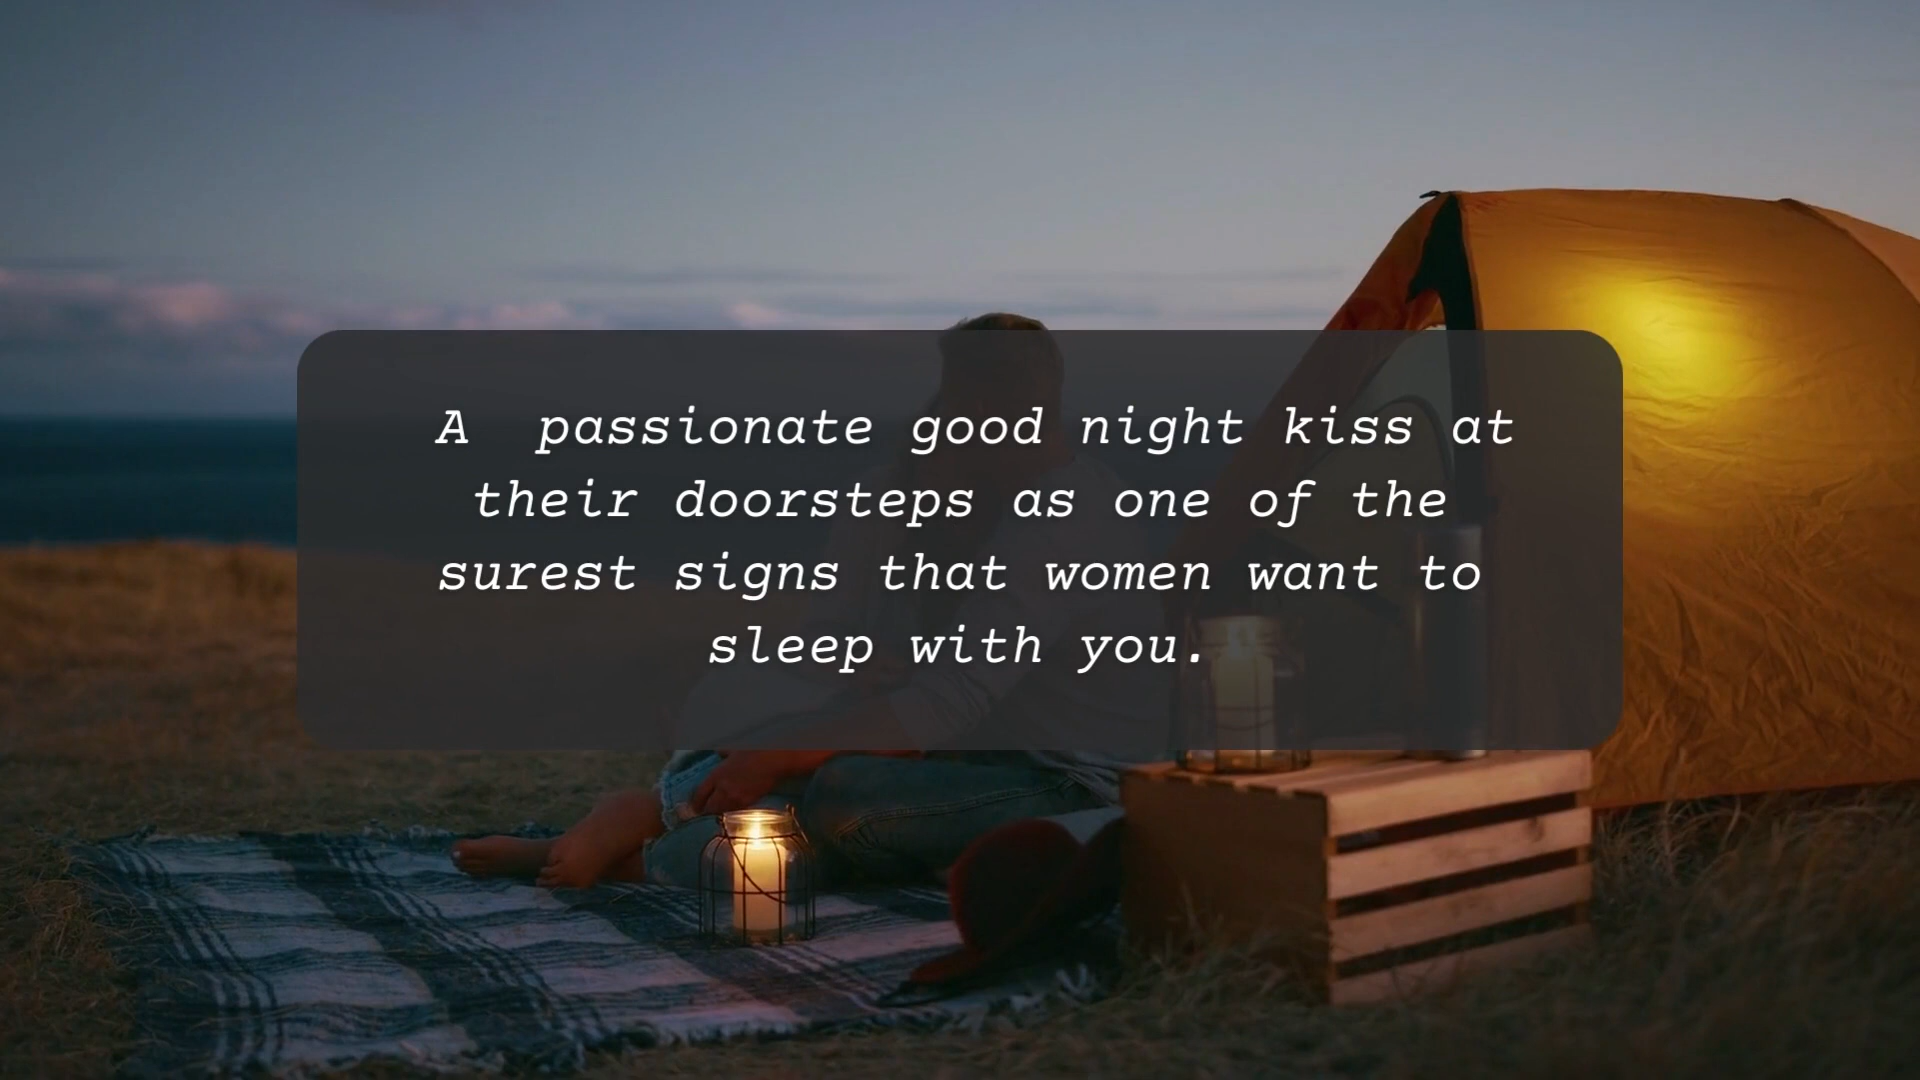 A  passionate good night kiss at
their doorsteps as one of the
surest signs that women want to
sleep with you.